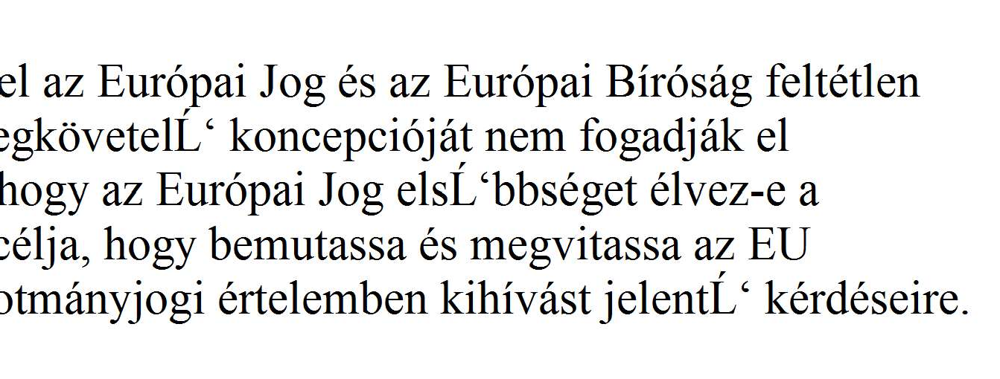 el az Európai Jog és az Európai Bíróság feltétlen
egkövetelĹ‘ koncepcióját nem fogadják el
hogy az Európai Jog elsĹ‘bbséget élvez-e a
célja, hogy bemutassa és megvitassa az EU
otmányjogi értelemben kihívást jelentĹ‘ kérdéseire.